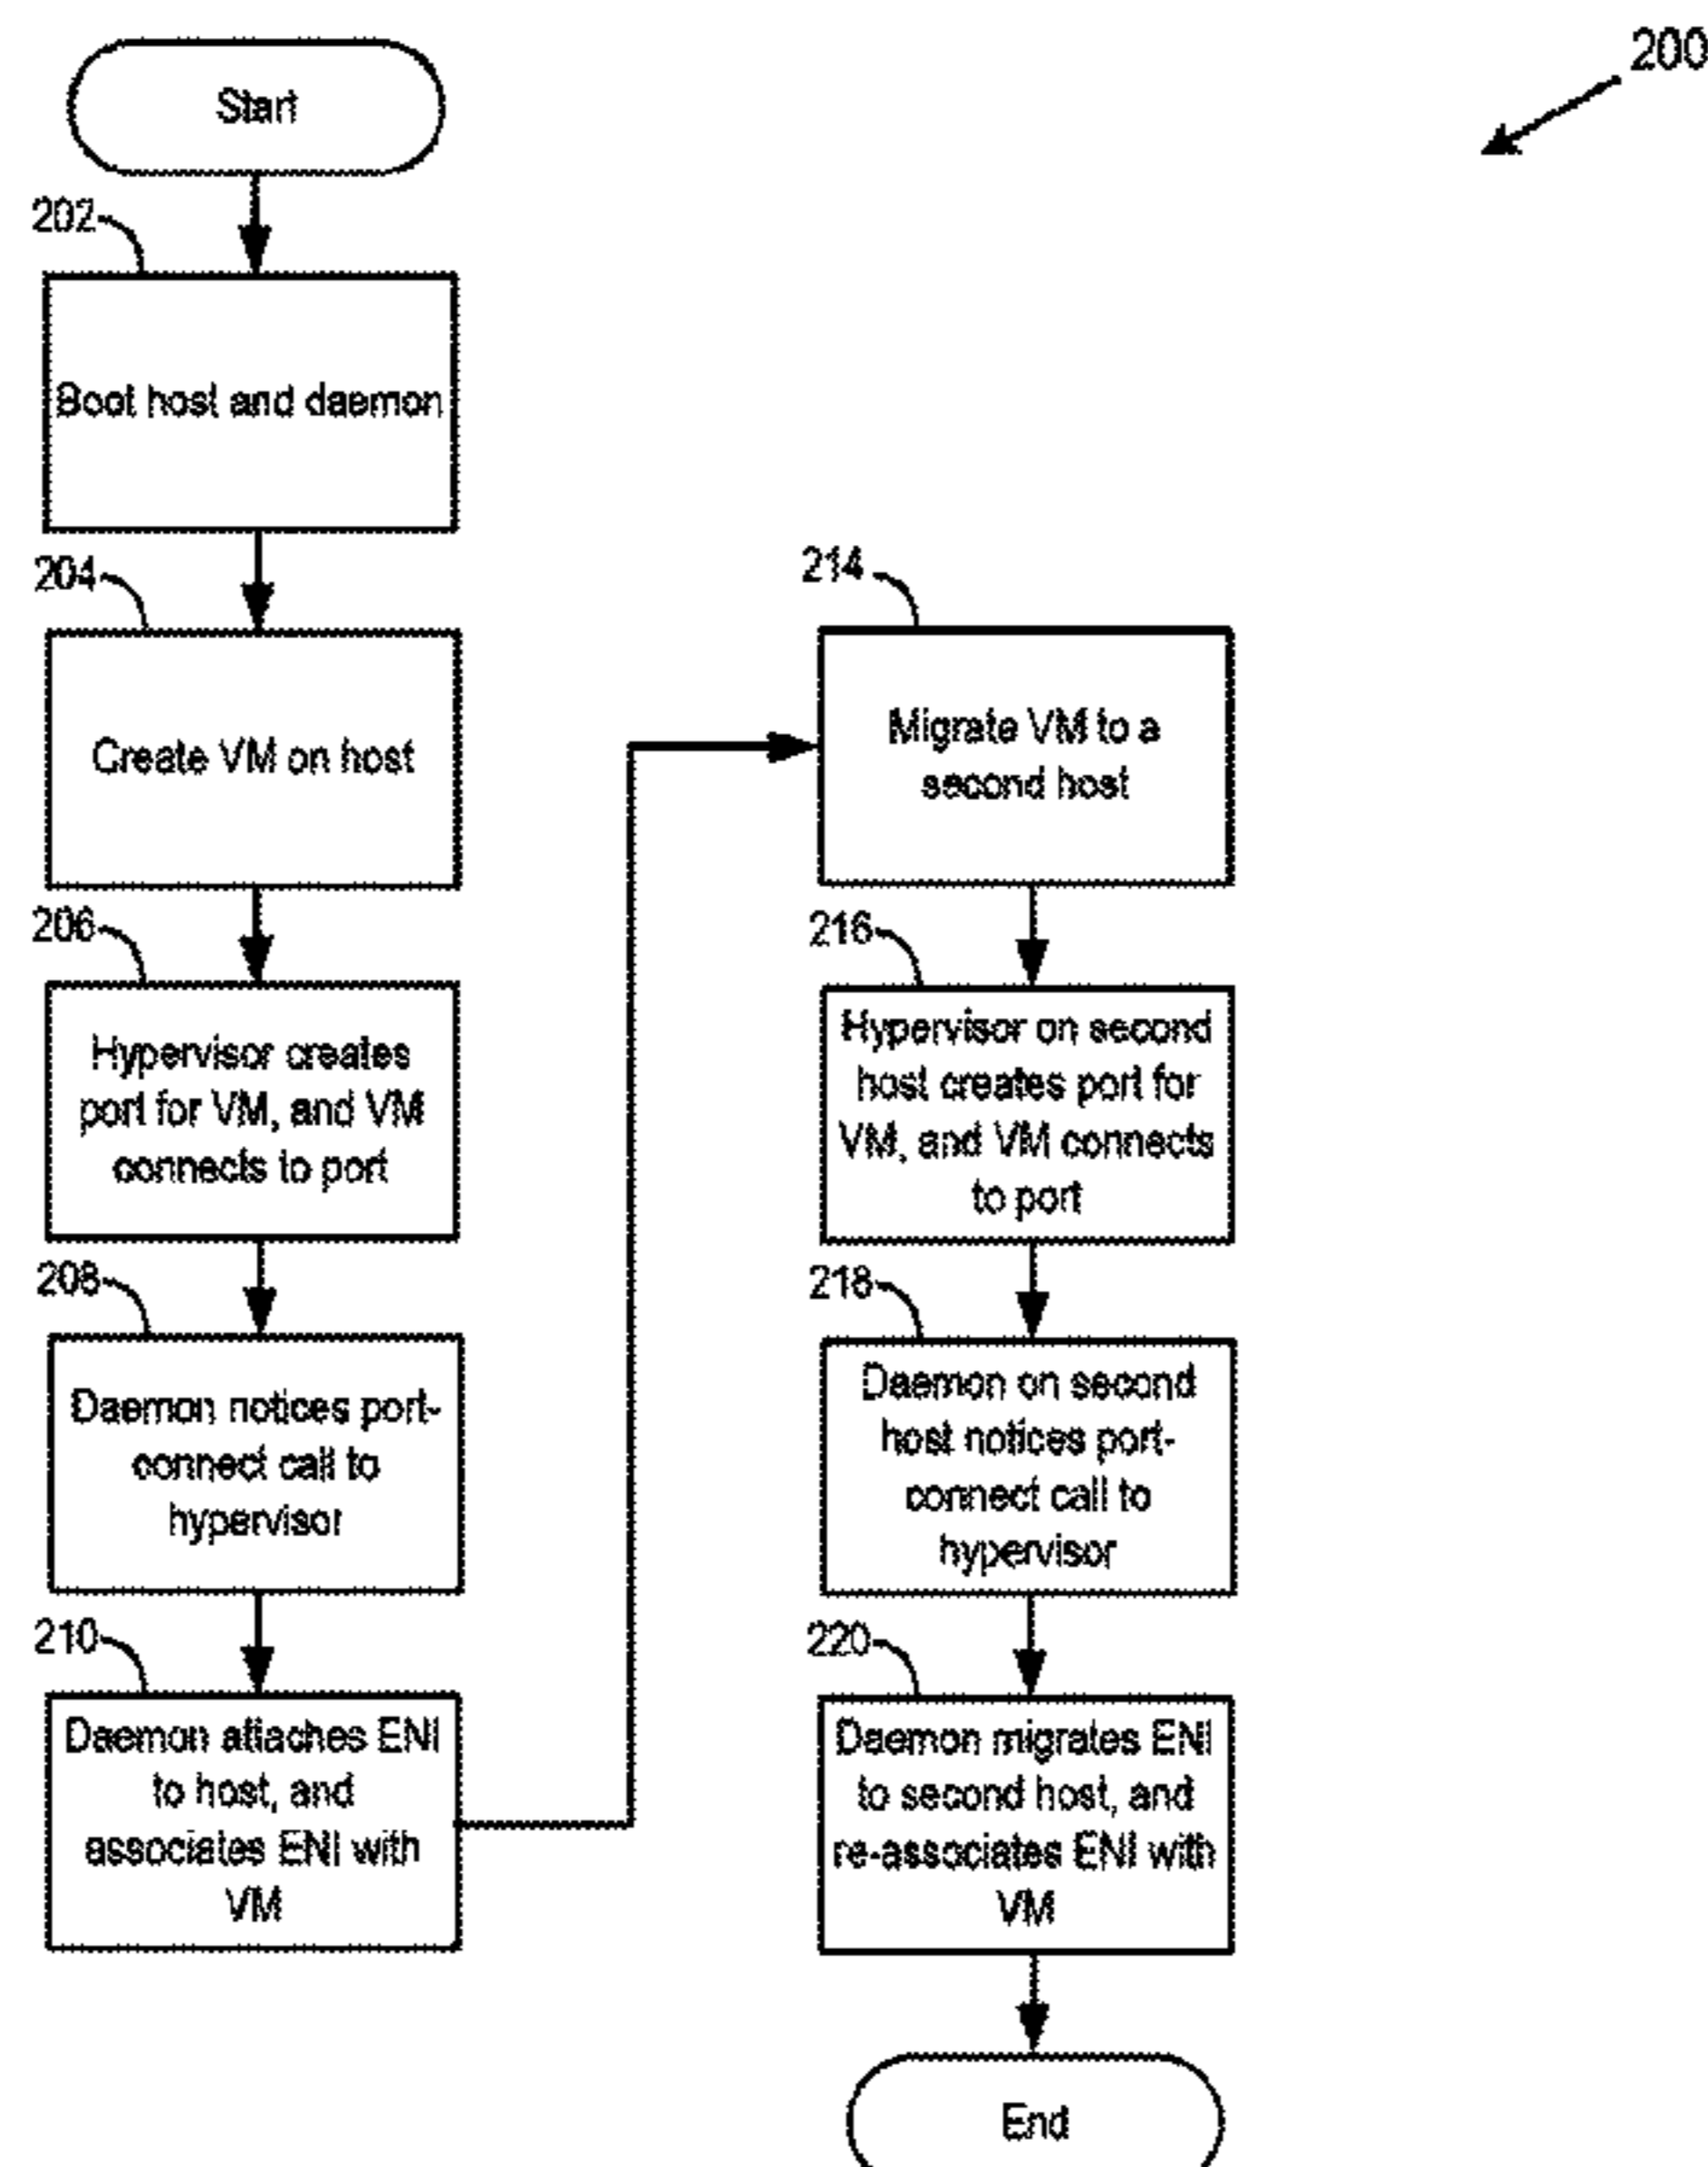 200
Start
202
Boot host and daemon
204
Create VM on host
206
Hypervisor creates
port for VM, and VM
connects to port
208
Daemon notices port-
connect call to
hypervisor
210
Daemon attaches ENI
to host, and
associates ENI with
VM
214
Migrate VM to a
second host
216
Hypervisor on second
host creates port for
VM, and VM connects
to port
218
Daemon on second
host notices port-
connect call to
hypervisor
220
Daemon migrates ENI
to second host, and
re-associates ENI with
VM
End